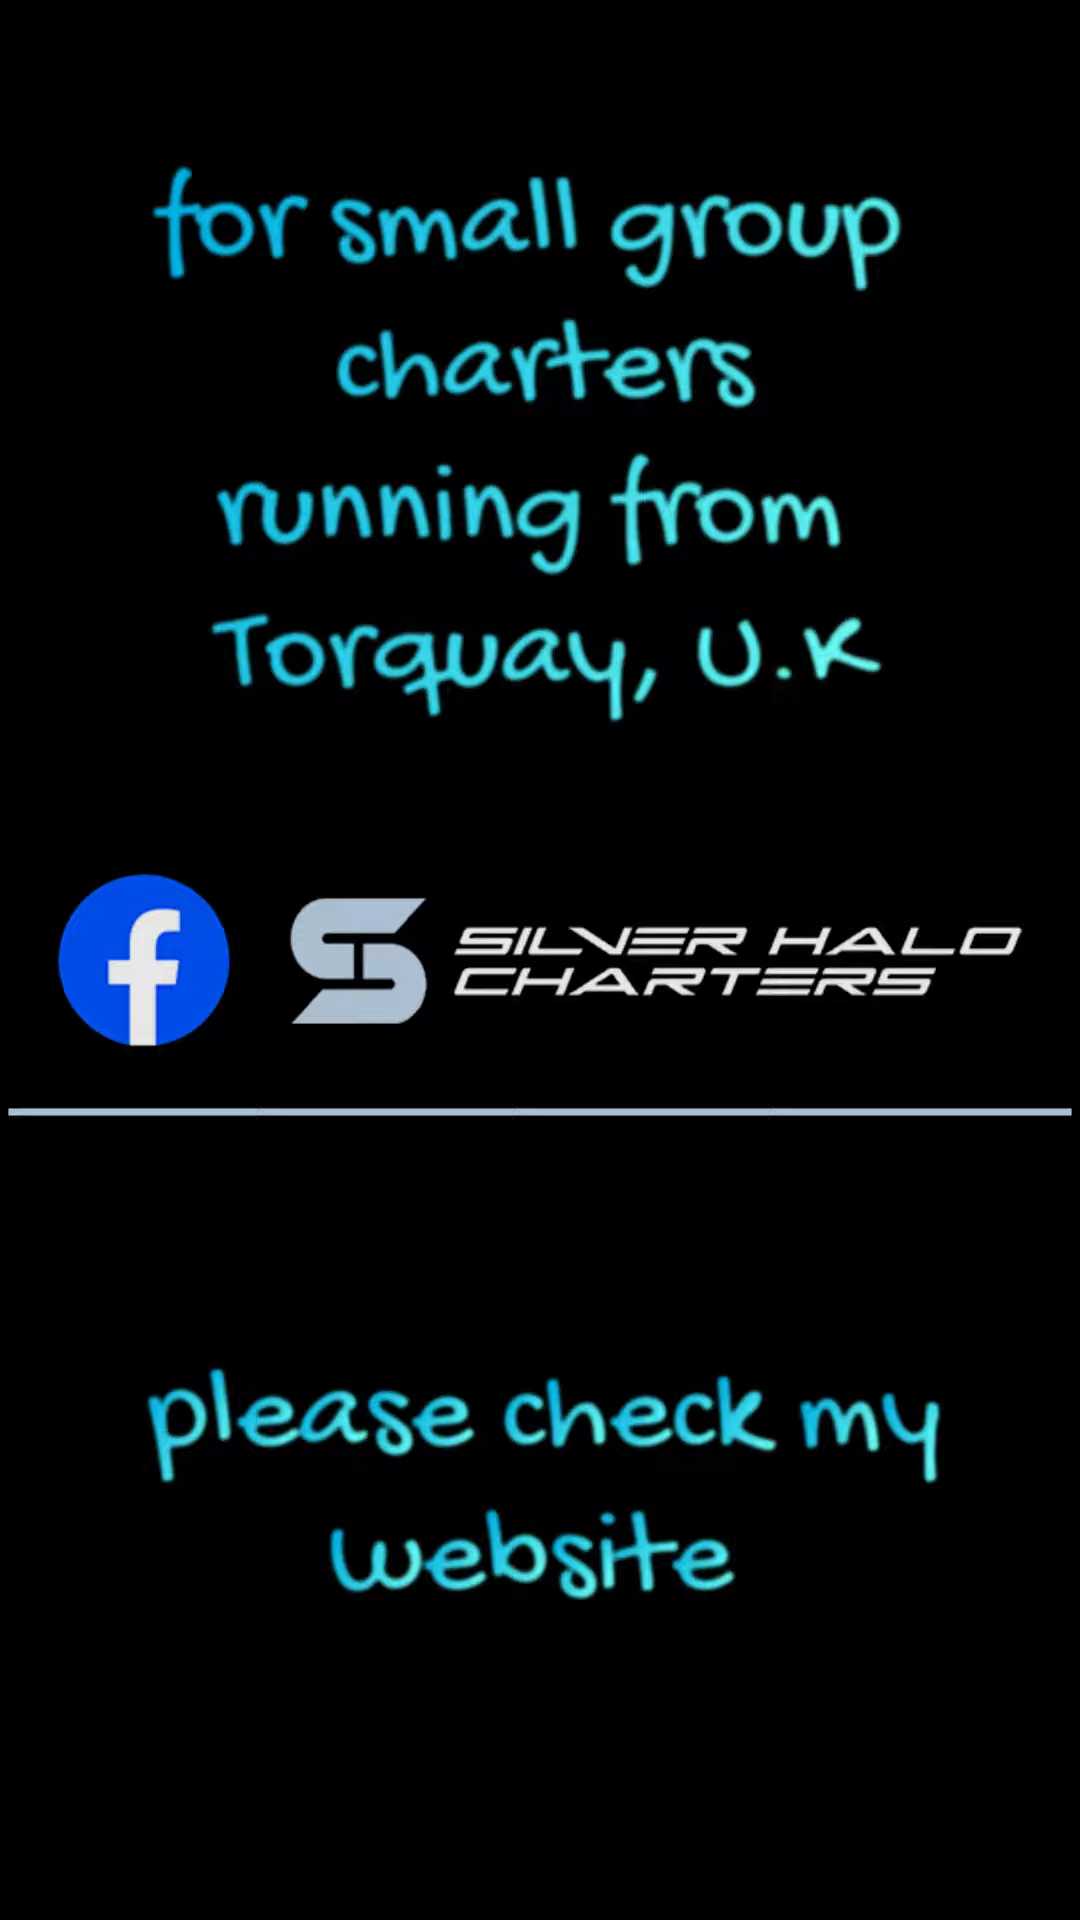 for small group
charters
running from
Torquay, U.K
SILVER HALO
CHARTERS
please check my
website